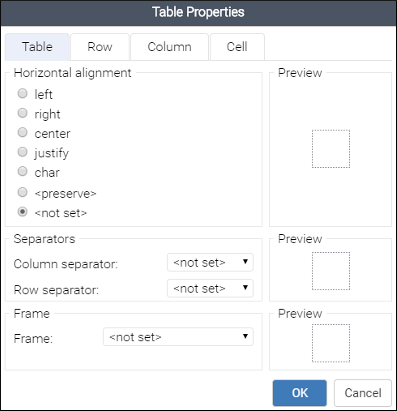 Table Properties
Table Row Column Cell
Horizontal alignment Preview
left
right
center
justify
char
<preserve>
<not set>
Separators Preview
Column separator: <not set>
Row separator: <not set>
Frame Preview
Frame: <not set>
OK Cancel